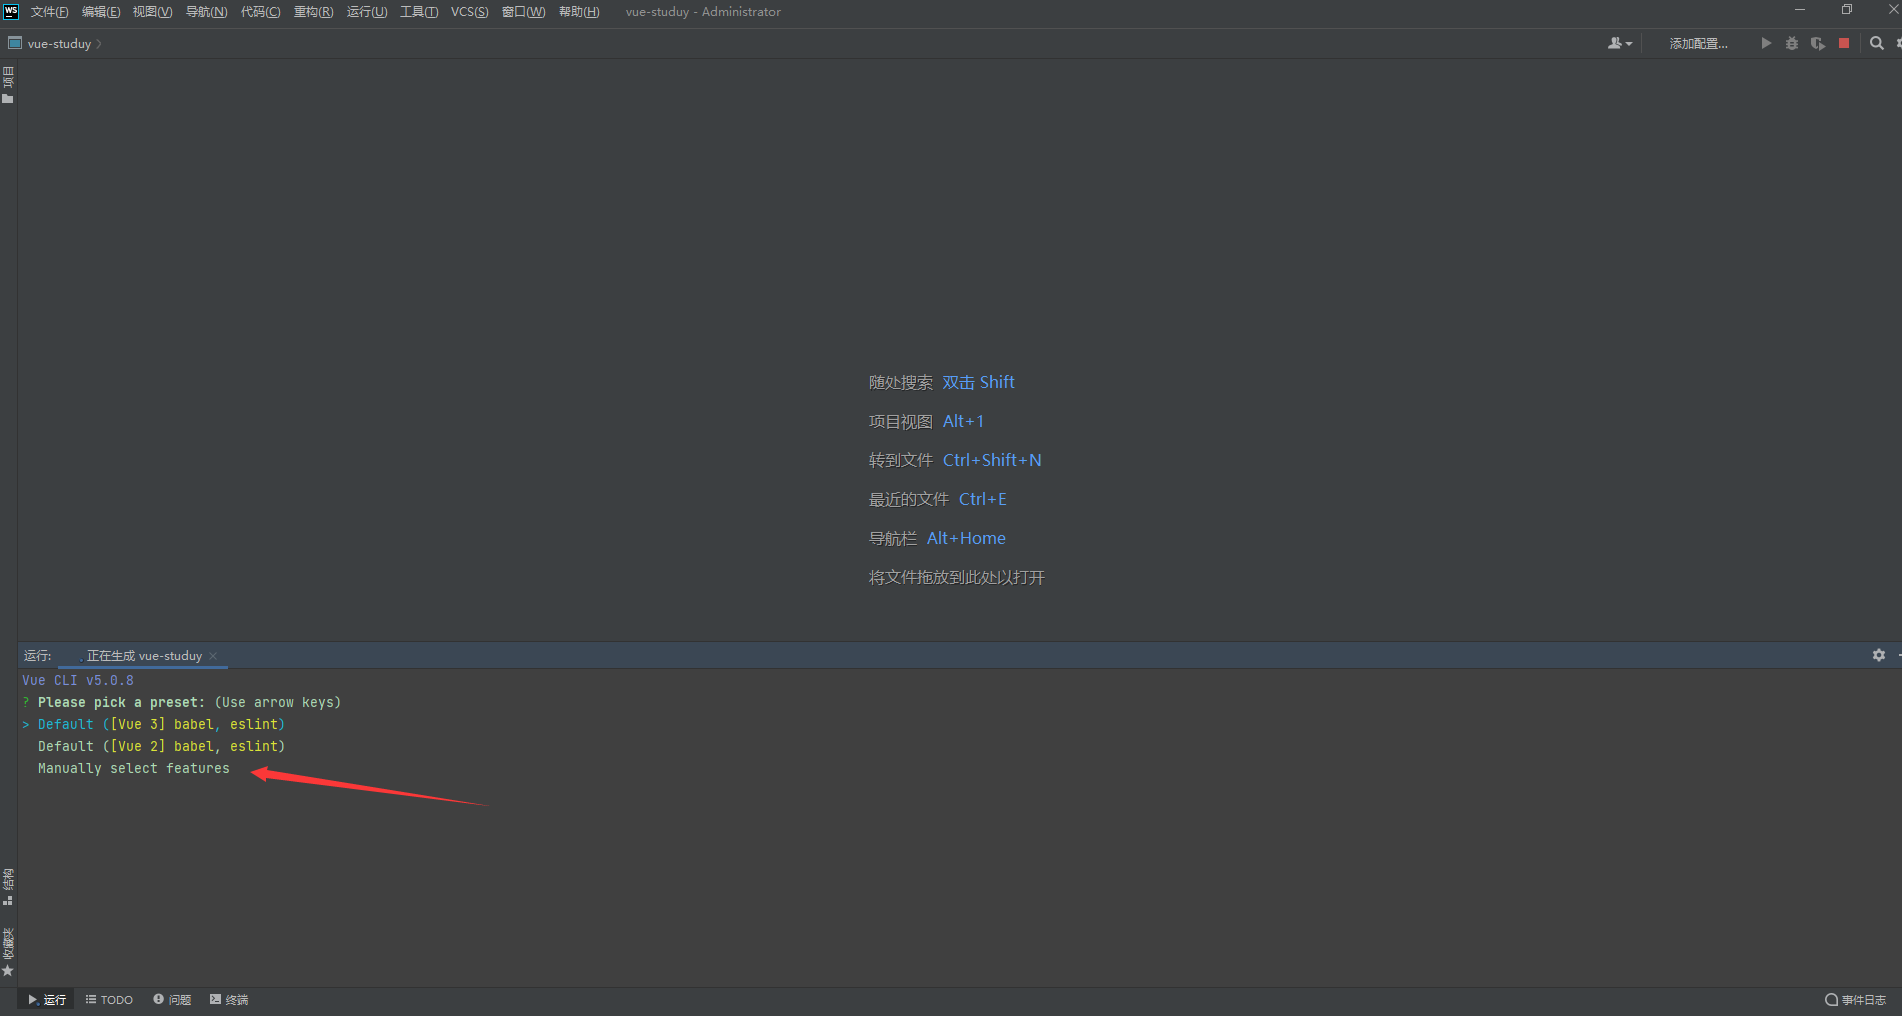 WS 文件(F) 编辑(E) 视图(V) 导航(N) 代码(C) 重构(R) 运行(U) 工具(T) VCS(S) 窗口(W) 帮助(H) vue-studuy - Administrator
vue-studuy
添加配置...
项目
随处搜索 双击 Shift
项目视图 Alt+1
转到文件 Ctrl+Shift+N
最近的文件 Ctrl+E
导航栏 Alt+Home
将文件拖放到此处以打开
运行: 正在生成 vue-studuy
Vue CLI v5.0.8
? Please pick a preset: (Use arrow keys)
> Default ([Vue 3] babel, eslint)
Default ([Vue 2] babel, eslint)
Manually select features
结构
收藏夹
运行 TODO 问题 终端 事件日志